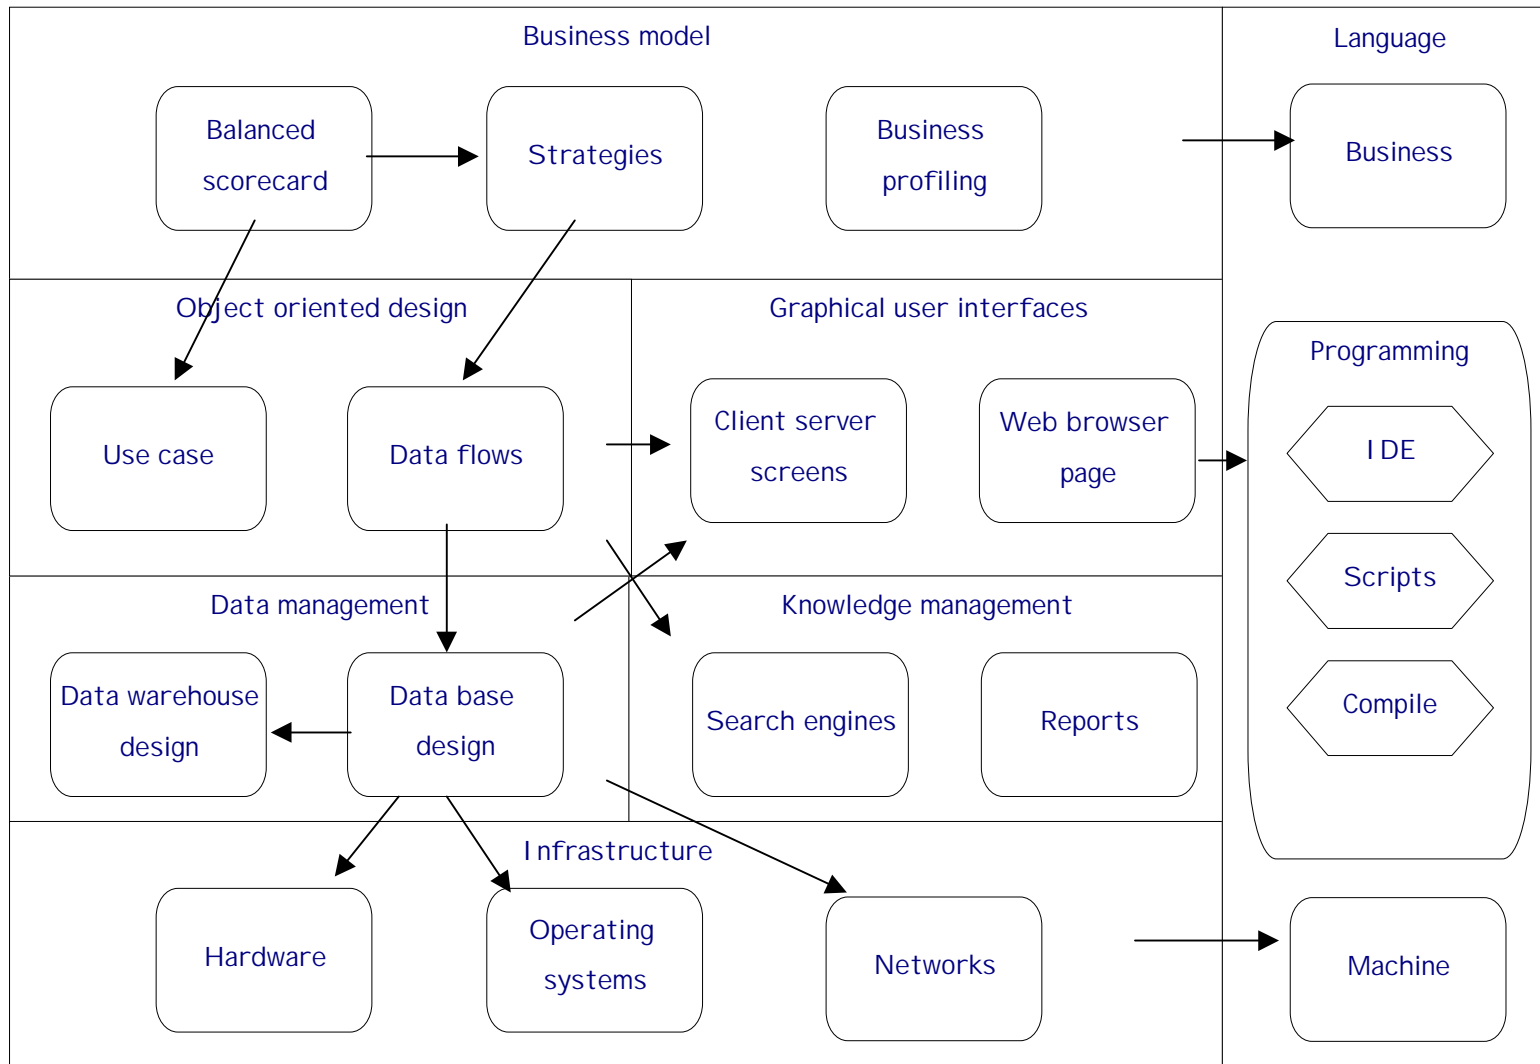 Business model
Language
Balanced
scorecard
Strategies
Business
profiling
Business
Object oriented design
Graphical user interfaces
Programming
Use case
Data flows
Client server
screens
Web browser
page
IDE
Scripts
Compile
Data management
Knowledge management
Data warehouse
design
Data base
design
Search engines
Reports
Infrastructure
Hardware
Operating
systems
Networks
Machine